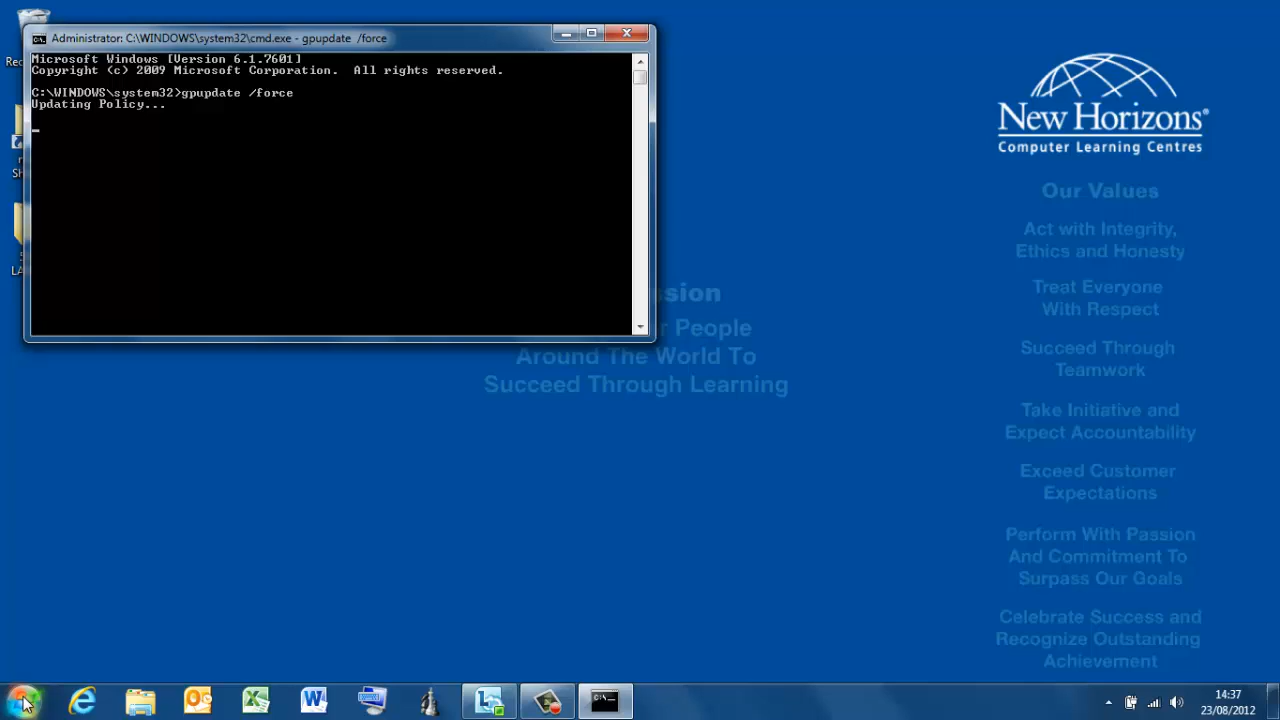 Administrator: C:\WINDOWS\system32\cmd.exe - gpupdate /force
Microsoft Windows [Version 6.1.7601]
Copyright (c) 2009 Microsoft Corporation.  All rights reserved.
C:\WINDOWS\system32>gpupdate /force
Updating Policy...
New Horizons®
Computer Learning Centres
Our Values
Act with Integrity,
Ethics and Honesty
Treat Everyone
With Respect
Succeed Through
Teamwork
Take Initiative and
Expect Accountability
Exceed Customer
Expectations
Perform With Passion
And Commitment To
Surpass Our Goals
Celebrate Success and
Recognize Outstanding
Achievement
People
Around The World To
Succeed Through Learning
14:37
23/08/2012